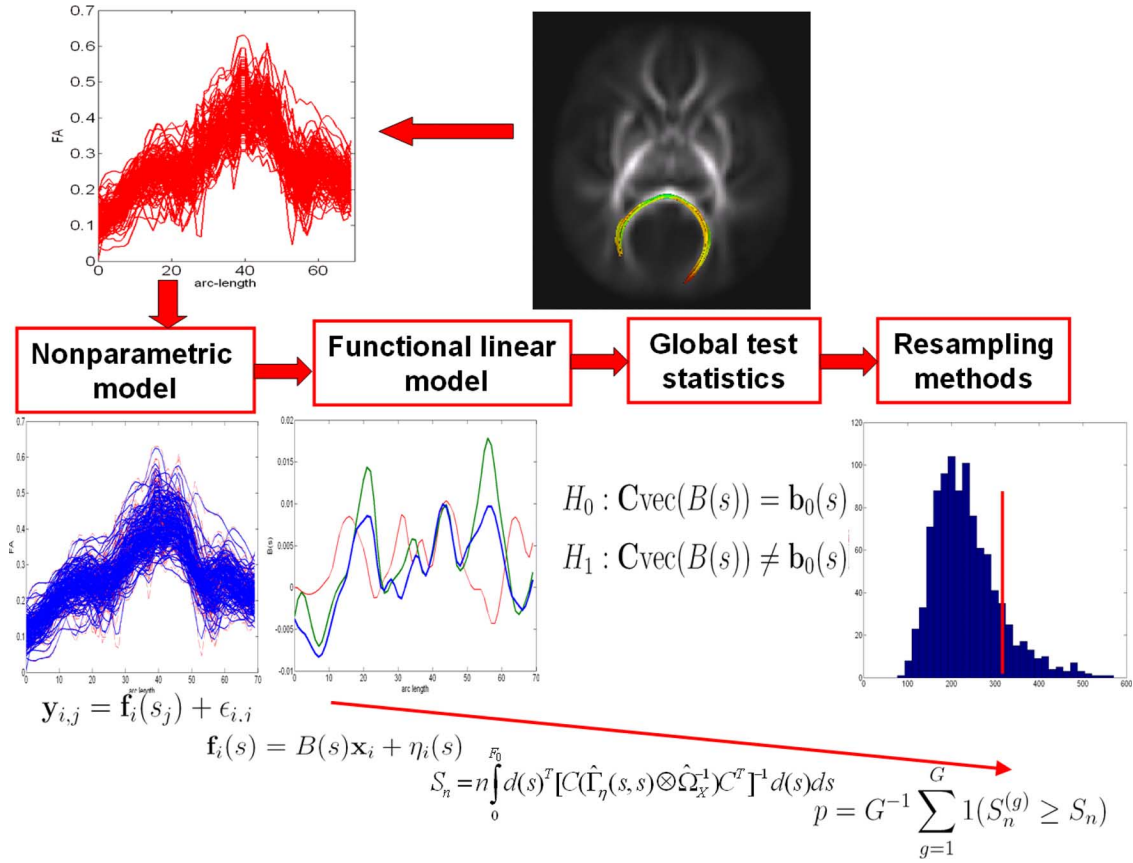 0.7
0.6
0.5
0.4
0.3
0.2
0.1
0
FA
0 20 40 60
arc-length
Nonparametric
model
Functional linear
model
Global test
statistics
Resampling
methods
0.7
0.6
0.5
0.4
0.3
0.2
0.1
0
FA
0 10 20 30 40 50 60 70
arc length
0.02
0.015
0.01
0.005
0
-0.005
-0.01
B(s)
0 10 20 30 40 50 60 70
arc length
H₀ : Cvec(B(s)) = b₀(s)
H₁ : Cvec(B(s)) ≠ b₀(s)
120
100
80
60
40
20
0
0 100 200 300 400 500 600
y_{i,j} = f_i(s_j) + ϵ_{i,j}
f_i(s) = B(s)x_i + η_i(s)
S_n = n∫_0^{F_0} d(s)^T [C(Γ̂_η(s,s)⊗Ω̂_X^{-1})C^T]^{-1} d(s)ds
p = G^{-1} ∑_{g=1}^{G} 1(S_n^{(g)} ≥ S_n)